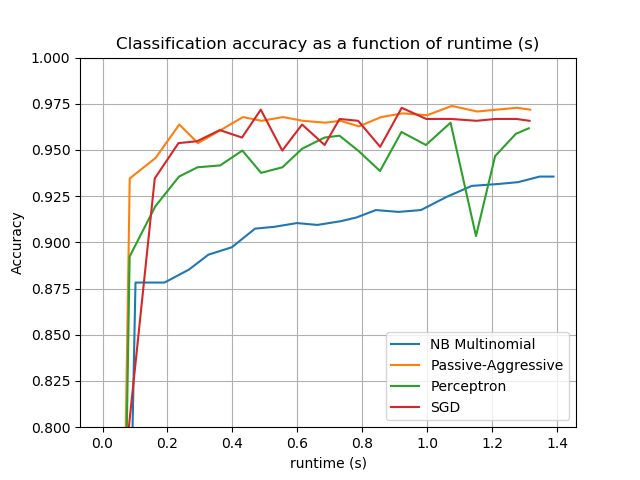 Classification accuracy as a function of runtime (s)
1.000
0.975
0.950
0.925
0.900
0.875
0.850
0.825
0.800
Accuracy
NB Multinomial
Passive-Aggressive
Perceptron
SGD
0.0 0.2 0.4 0.6 0.8 1.0 1.2 1.4
runtime (s)